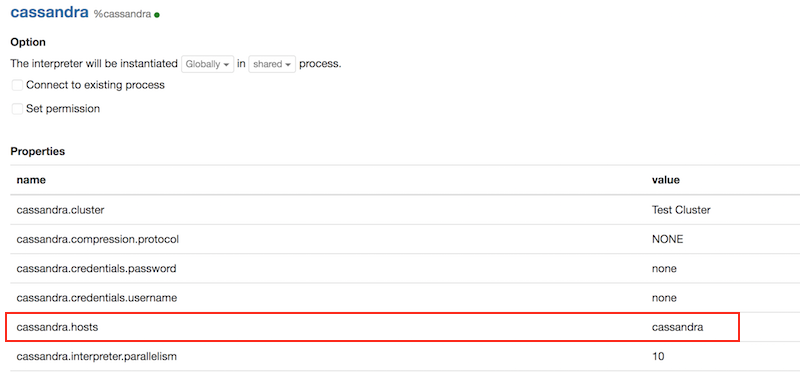 cassandra %cassandra
Option
The interpreter will be instantiated Globally in shared process.
Connect to existing process
Set permission
Properties
name value
cassandra.cluster Test Cluster
cassandra.compression.protocol NONE
cassandra.credentials.password none
cassandra.credentials.username none
cassandra.hosts cassandra
cassandra.interpreter.parallelism 10